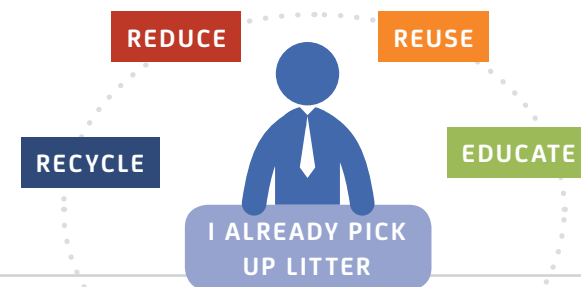 REDUCE
REUSE
RECYCLE
EDUCATE
I ALREADY PICK
UP LITTER